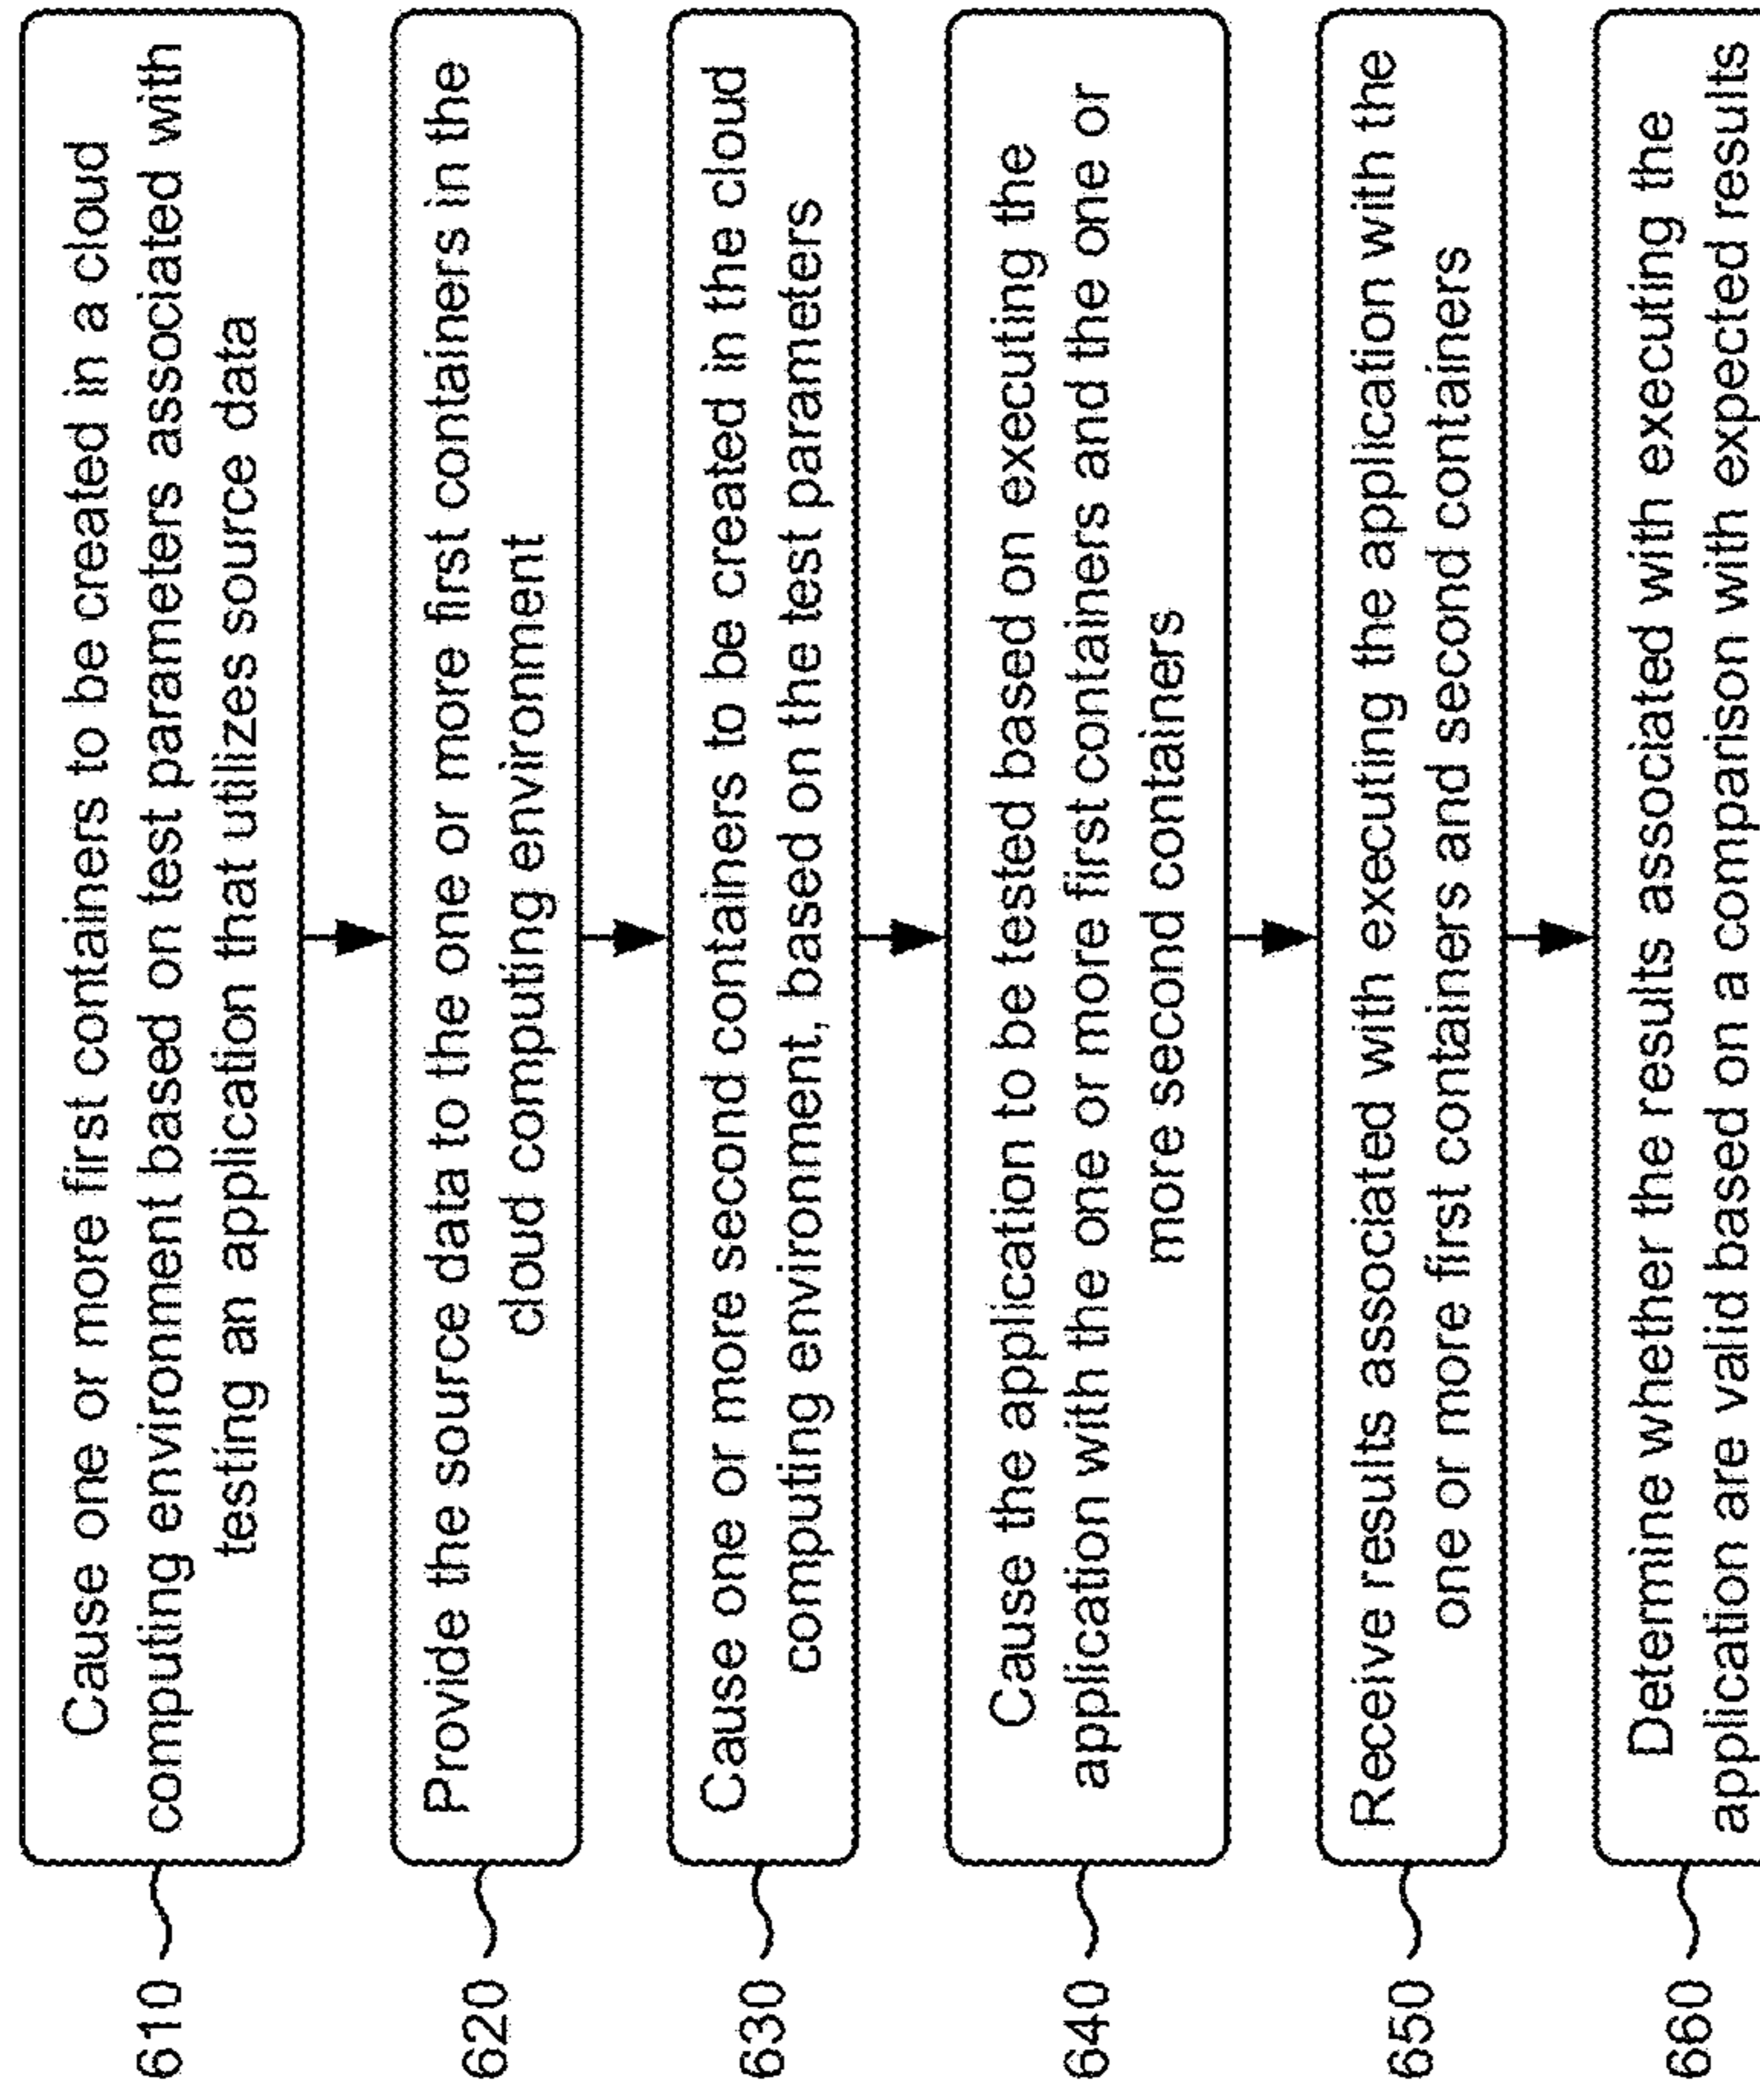 610
Cause one or more first containers to be created in a cloud
computing environment based on test parameters associated with
testing an application that utilizes source data
620
Provide the source data to the one or more first containers in the
cloud computing environment
630
Cause one or more second containers to be created in the cloud
computing environment, based on the test parameters
640
Cause the application to be tested based on executing the
application with the one or more first containers and the one or
more second containers
650
Receive results associated with executing the application with the
one or more first containers and second containers
660
Determine whether the results associated with executing the
application are valid based on a comparison with expected results